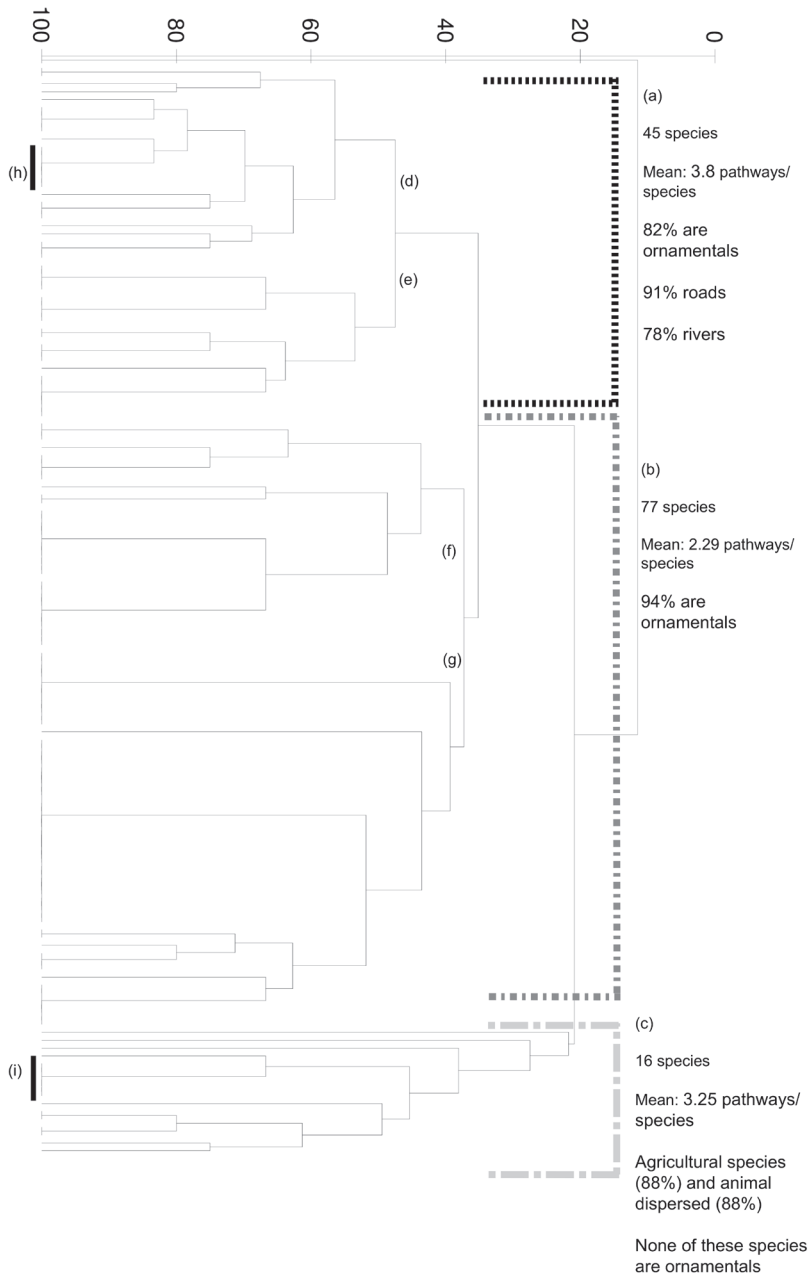 100
80
60
40
20
0
(a)
45 species
Mean: 3.8 pathways/
species
82% are
ornamentals
91% roads
78% rivers
(h)
(d)
(e)
(b)
77 species
Mean: 2.29 pathways/
species
94% are
ornamentals
(f)
(g)
(c)
16 species
Mean: 3.25 pathways/
species
Agricultural species
(88%) and animal
dispersed (88%)
None of these species
are ornamentals
(i)